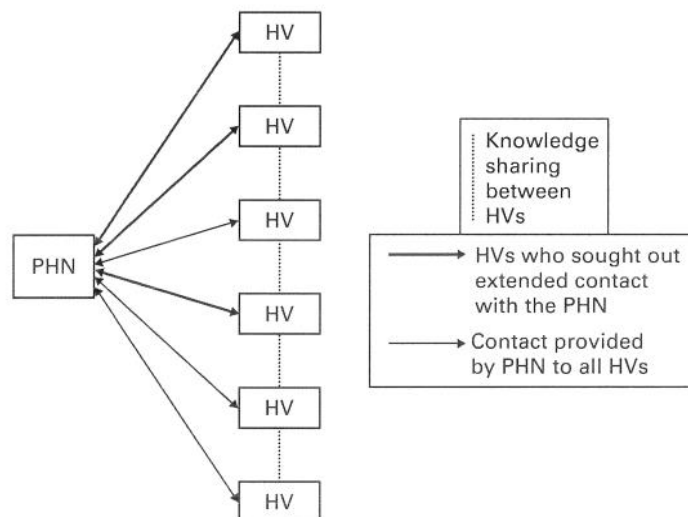 HV
HV
HV
PHN
HV
HV
HV
Knowledge
sharing
between
HVs
HVs who sought out
extended contact
with the PHN
Contact provided
by PHN to all HVs